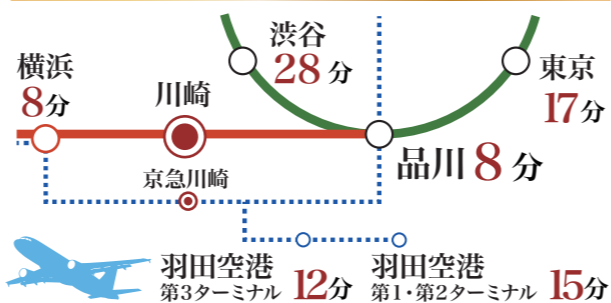 渋谷
28分
東京
17分
横浜
8分
川崎
品川 8分
京急川崎
羽田空港
第3ターミナル 12分
羽田空港
第1・第2ターミナル 15分